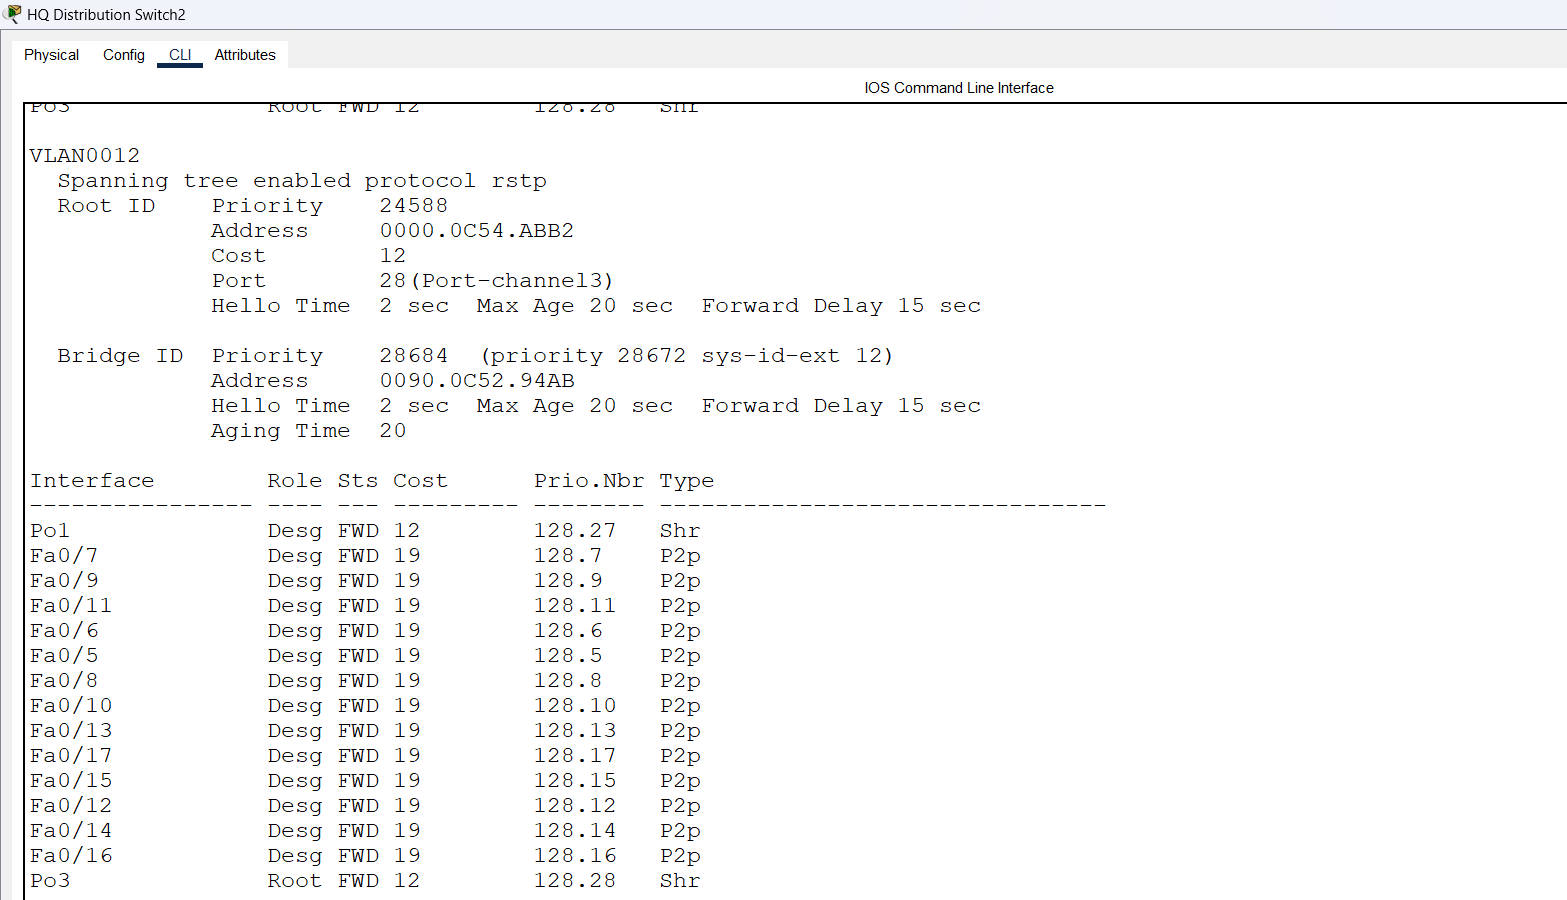 HQ Distribution Switch2
Physical Config CLI Attributes
IOS Command Line Interface
Po3 Root FWD 12 128.28 Shr
VLAN0012
Spanning tree enabled protocol rstp
Root ID Priority 24588
Address 0000.0C54.ABB2
Cost 12
Port 28(Port-channel3)
Hello Time 2 sec Max Age 20 sec Forward Delay 15 sec
Bridge ID Priority 28684 (priority 28672 sys-id-ext 12)
Address 0090.0C52.94AB
Hello Time 2 sec Max Age 20 sec Forward Delay 15 sec
Aging Time 20
Interface Role Sts Cost Prio.Nbr Type
---------------- ---- --- --------- -------- --------------------------------
Po1 Desg FWD 12 128.27 Shr
Fa0/7 Desg FWD 19 128.7 P2p
Fa0/9 Desg FWD 19 128.9 P2p
Fa0/11 Desg FWD 19 128.11 P2p
Fa0/6 Desg FWD 19 128.6 P2p
Fa0/5 Desg FWD 19 128.5 P2p
Fa0/8 Desg FWD 19 128.8 P2p
Fa0/10 Desg FWD 19 128.10 P2p
Fa0/13 Desg FWD 19 128.13 P2p
Fa0/17 Desg FWD 19 128.17 P2p
Fa0/15 Desg FWD 19 128.15 P2p
Fa0/12 Desg FWD 19 128.12 P2p
Fa0/14 Desg FWD 19 128.14 P2p
Fa0/16 Desg FWD 19 128.16 P2p
Po3 Root FWD 12 128.28 Shr